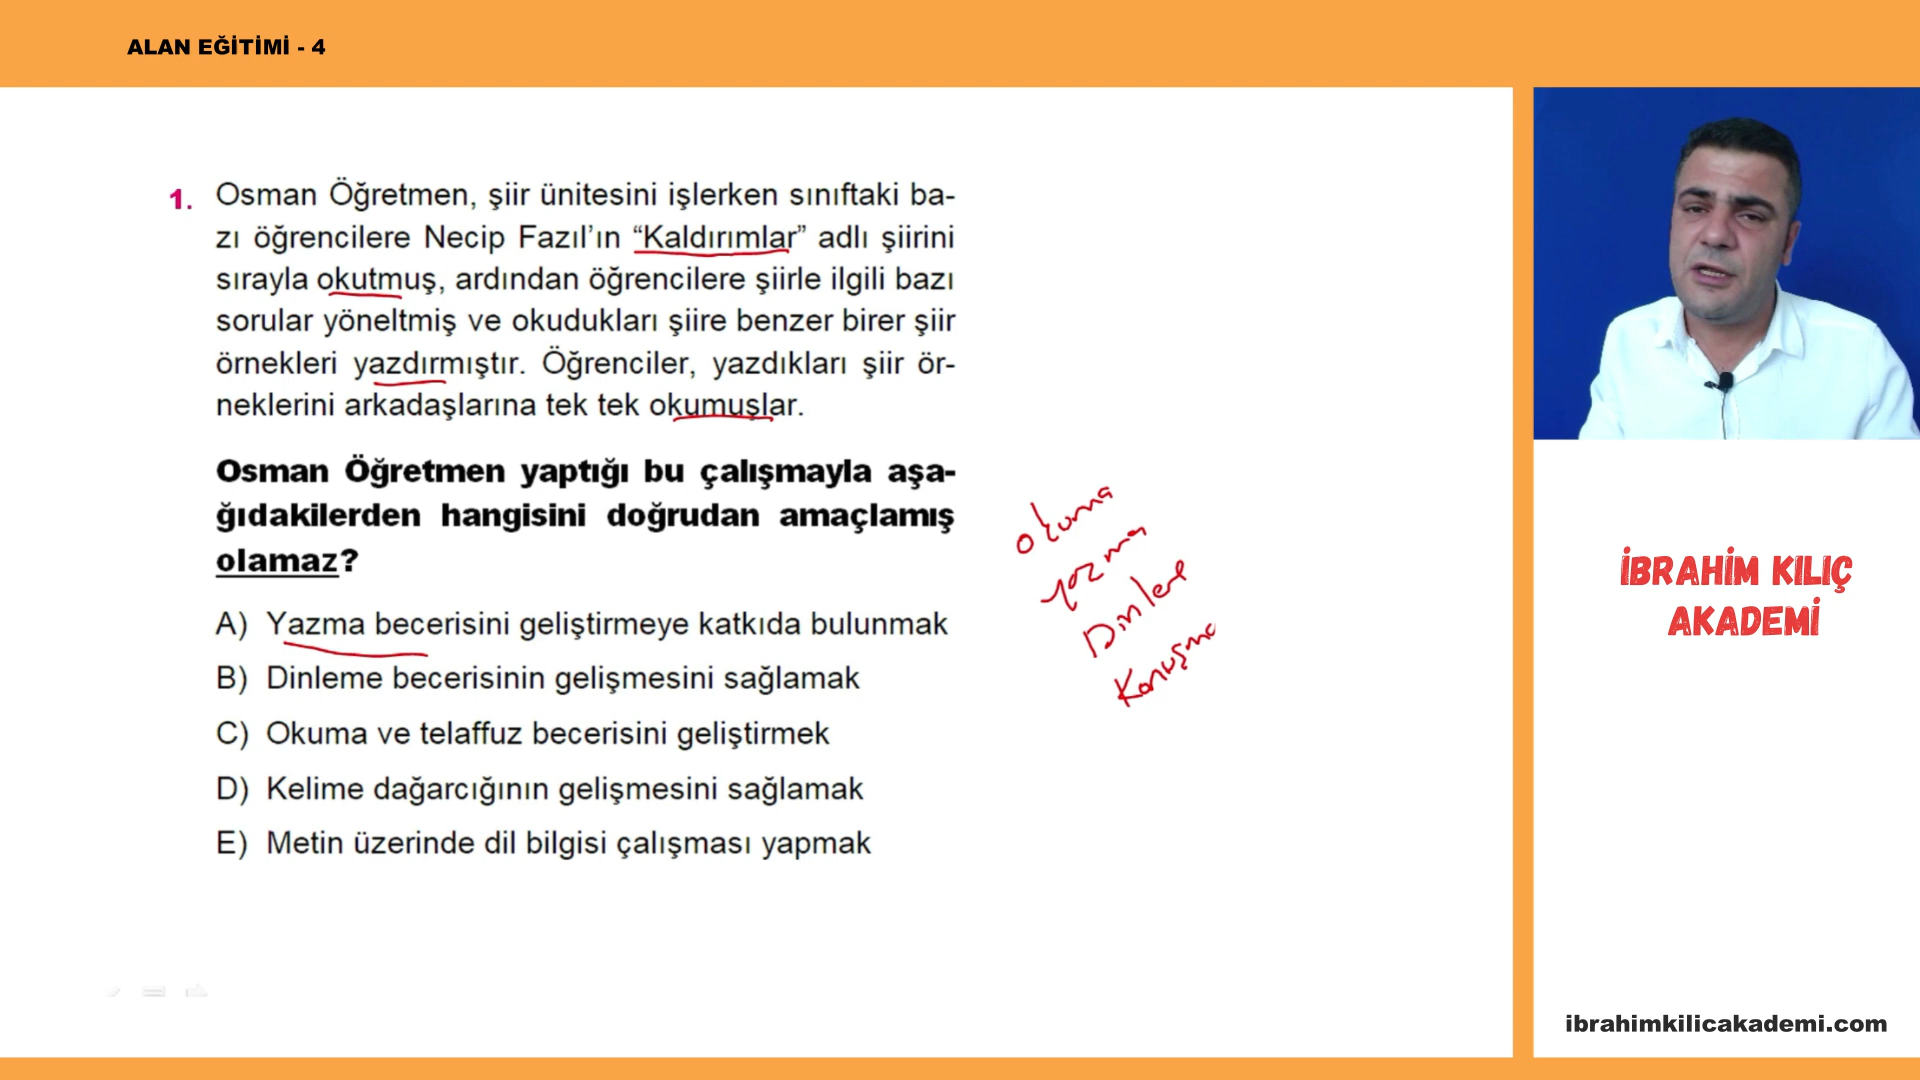 ALAN EĞİTİMİ - 4
1. Osman Öğretmen, şiir ünitesini işlerken sınıftaki ba-
zı öğrencilere Necip Fazıl’ın “Kaldırımlar” adlı şiirini
sırayla okutmuş, ardından öğrencilere şiirle ilgili bazı
sorular yöneltmiş ve okudukları şiire benzer birer şiir
örnekleri yazdırmıştır. Öğrenciler, yazdıkları şiir ör-
neklerini arkadaşlarına tek tek okumuşlar.
Osman Öğretmen yaptığı bu çalışmayla aşa-
ğıdakilerden hangisini doğrudan amaçlamış
olamaz?
A) Yazma becerisini geliştirmeye katkıda bulunmak
B) Dinleme becerisinin gelişmesini sağlamak
C) Okuma ve telaffuz becerisini geliştirmek
D) Kelime dağarcığının gelişmesini sağlamak
E) Metin üzerinde dil bilgisi çalışması yapmak
okuma
yazma
Dinleme
Konuşma
İBRAHİM KILIÇ
AKADEMİ
ibrahimkilicakademi.com